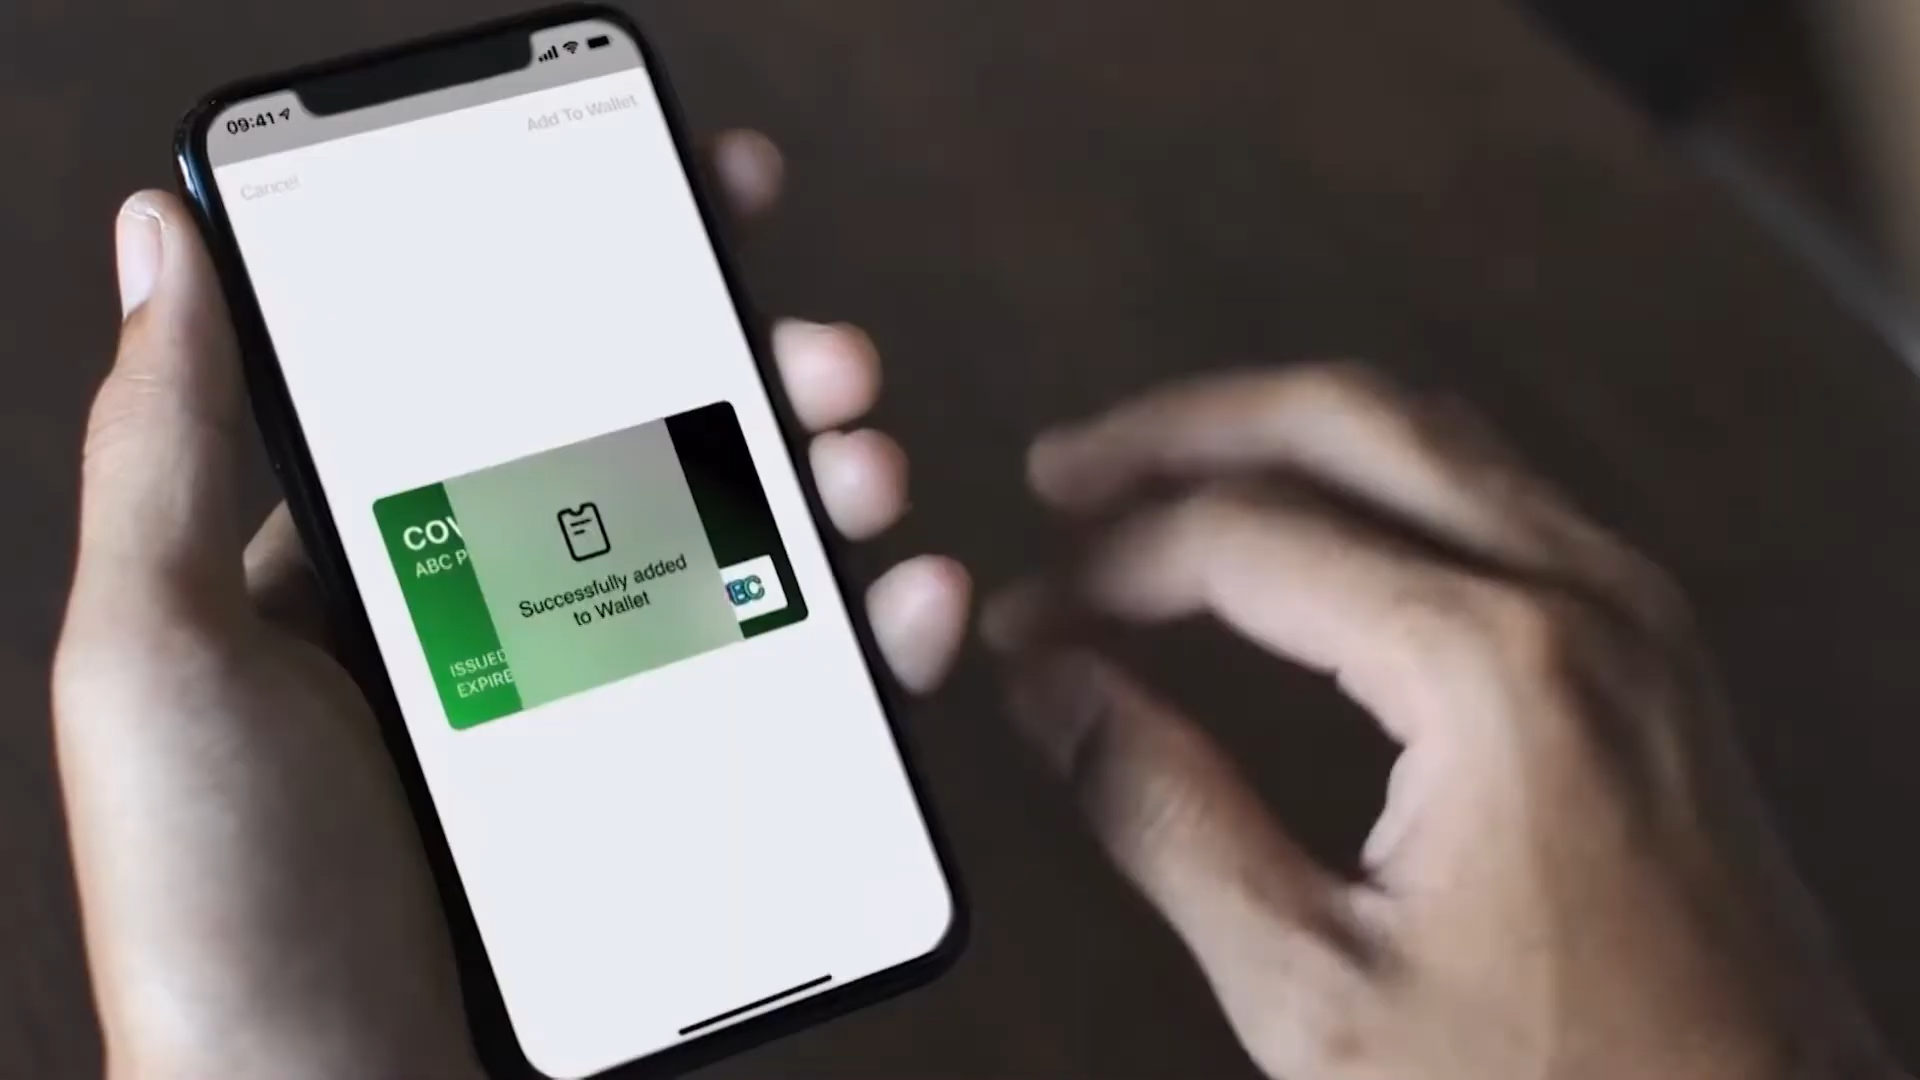 09:41
Add To Wallet
Cancel
COV
ABC P
Successfully added
to Wallet
BC
ISSUED
EXPIRE